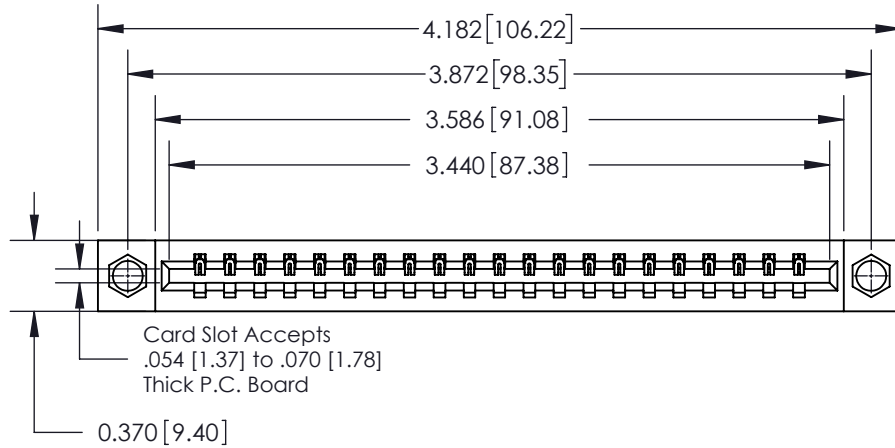 4.182[106.22]
3.872[98.35]
3.586 [91.08]
3.440 [87.38]
Card Slot Accepts
.054 [1.37] to .070 [1.78]
Thick P.C. Board
0.370 [9.40]